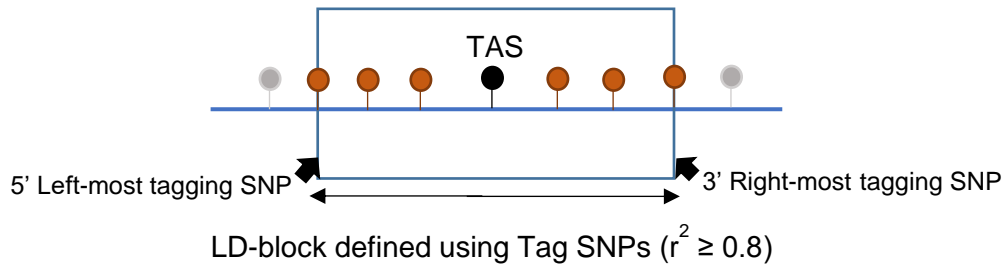 TAS
5’ Left-most tagging SNP
3’ Right-most tagging SNP
LD-block defined using Tag SNPs (r² ≥ 0.8)